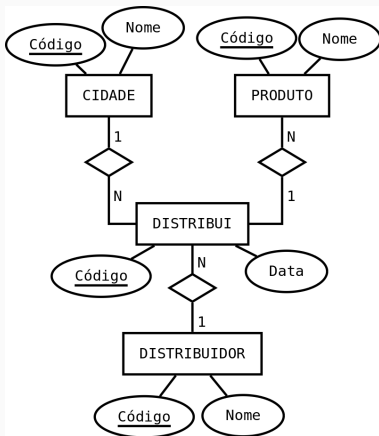 Código
Nome
Código
Nome
CIDADE
PRODUTO
1
N
N
1
DISTRIBUI
Código
N
Data
1
DISTRIBUIDOR
Código
Nome